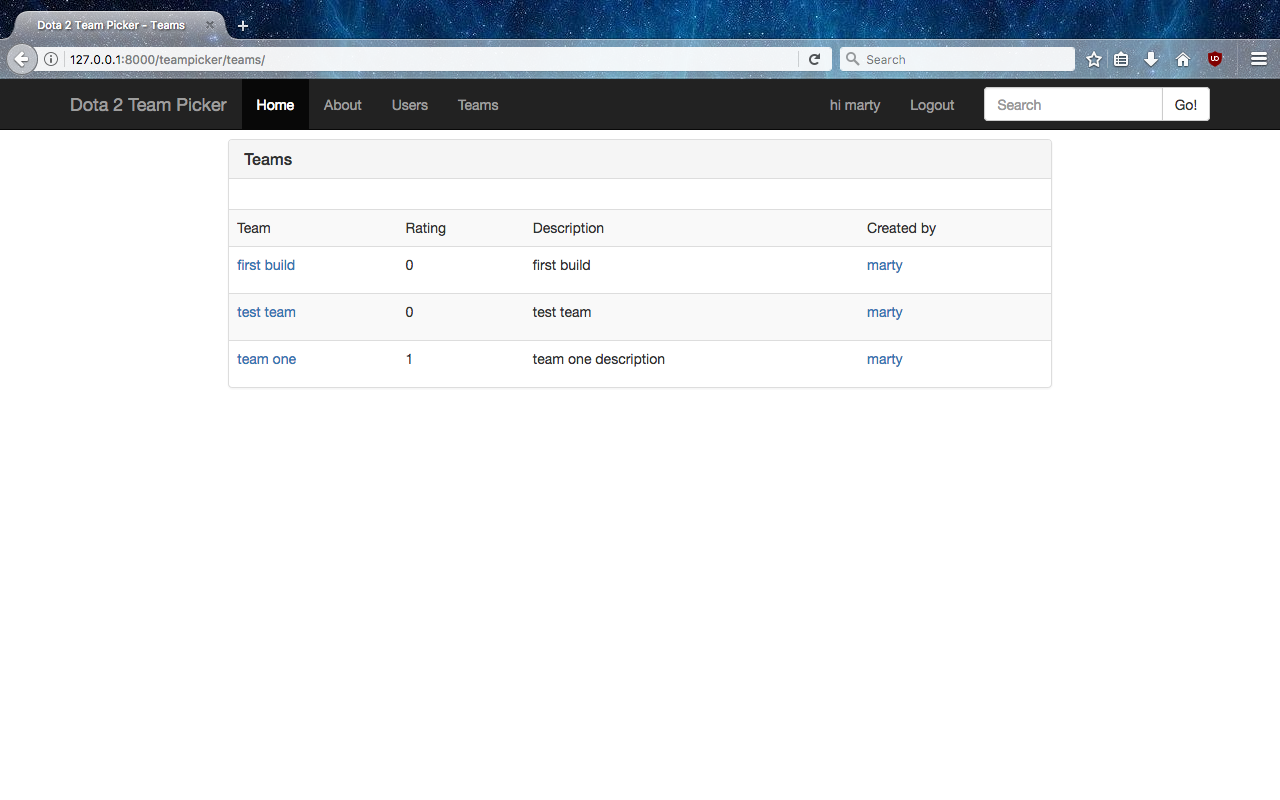 Dota 2 Team Picker - Teams
127.0.0.1:8000/teampicker/teams/ Search
Dota 2 Team Picker Home About Users Teams hi marty Logout Search Go!
Teams
Team Rating Description Created by
first build 0 first build marty
test team 0 test team marty
team one 1 team one description marty